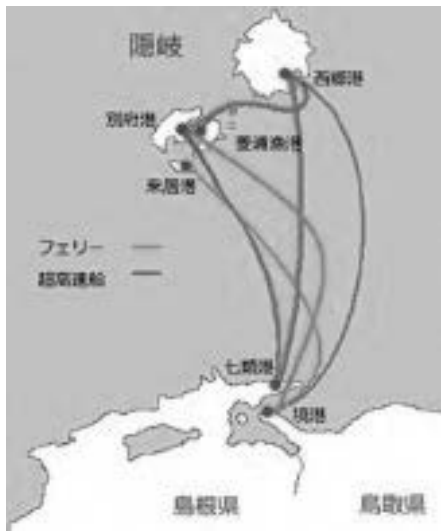 隠岐
西郷港
別府港
菱浦漁港
来居港
フェリー
超高速船
七類港
境港
島根県
鳥取県